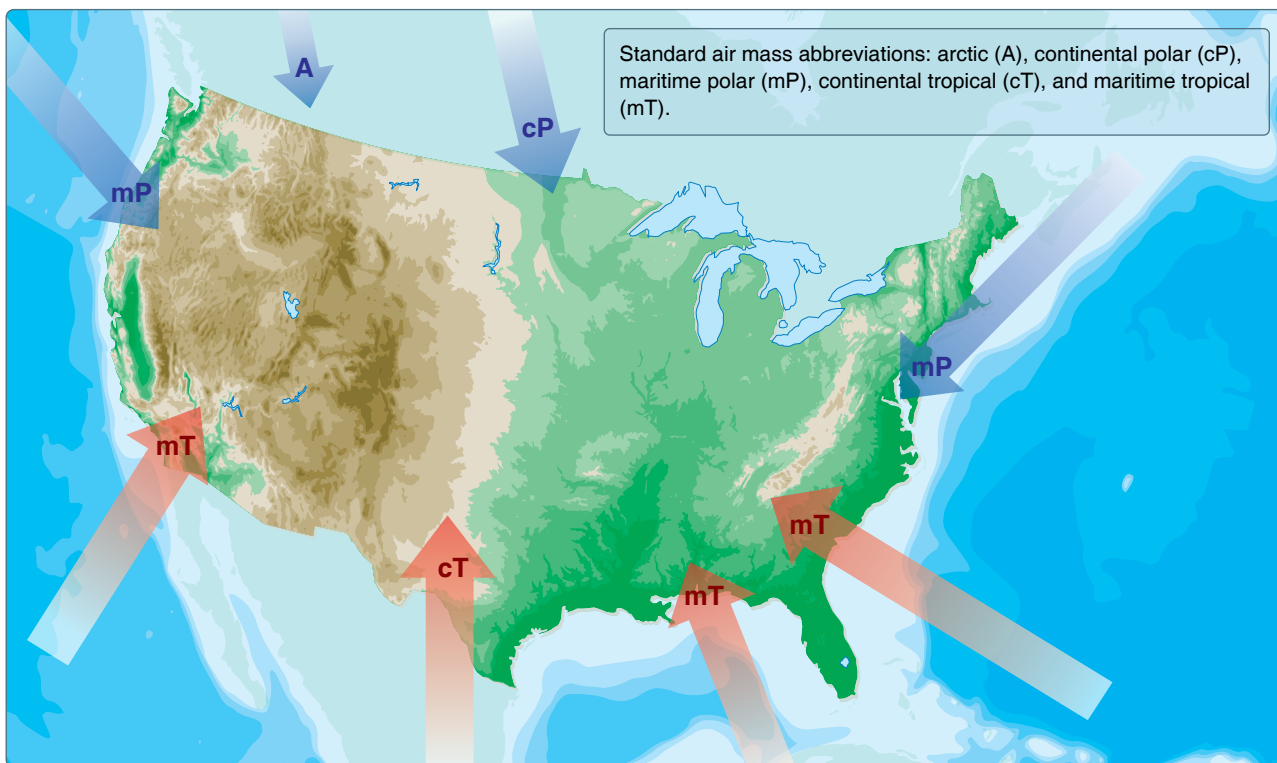 Standard air mass abbreviations: arctic (A), continental polar (cP),
maritime polar (mP), continental tropical (cT), and maritime tropical
(mT).
A
cP
mP
mP
mT
mT
cT
mT